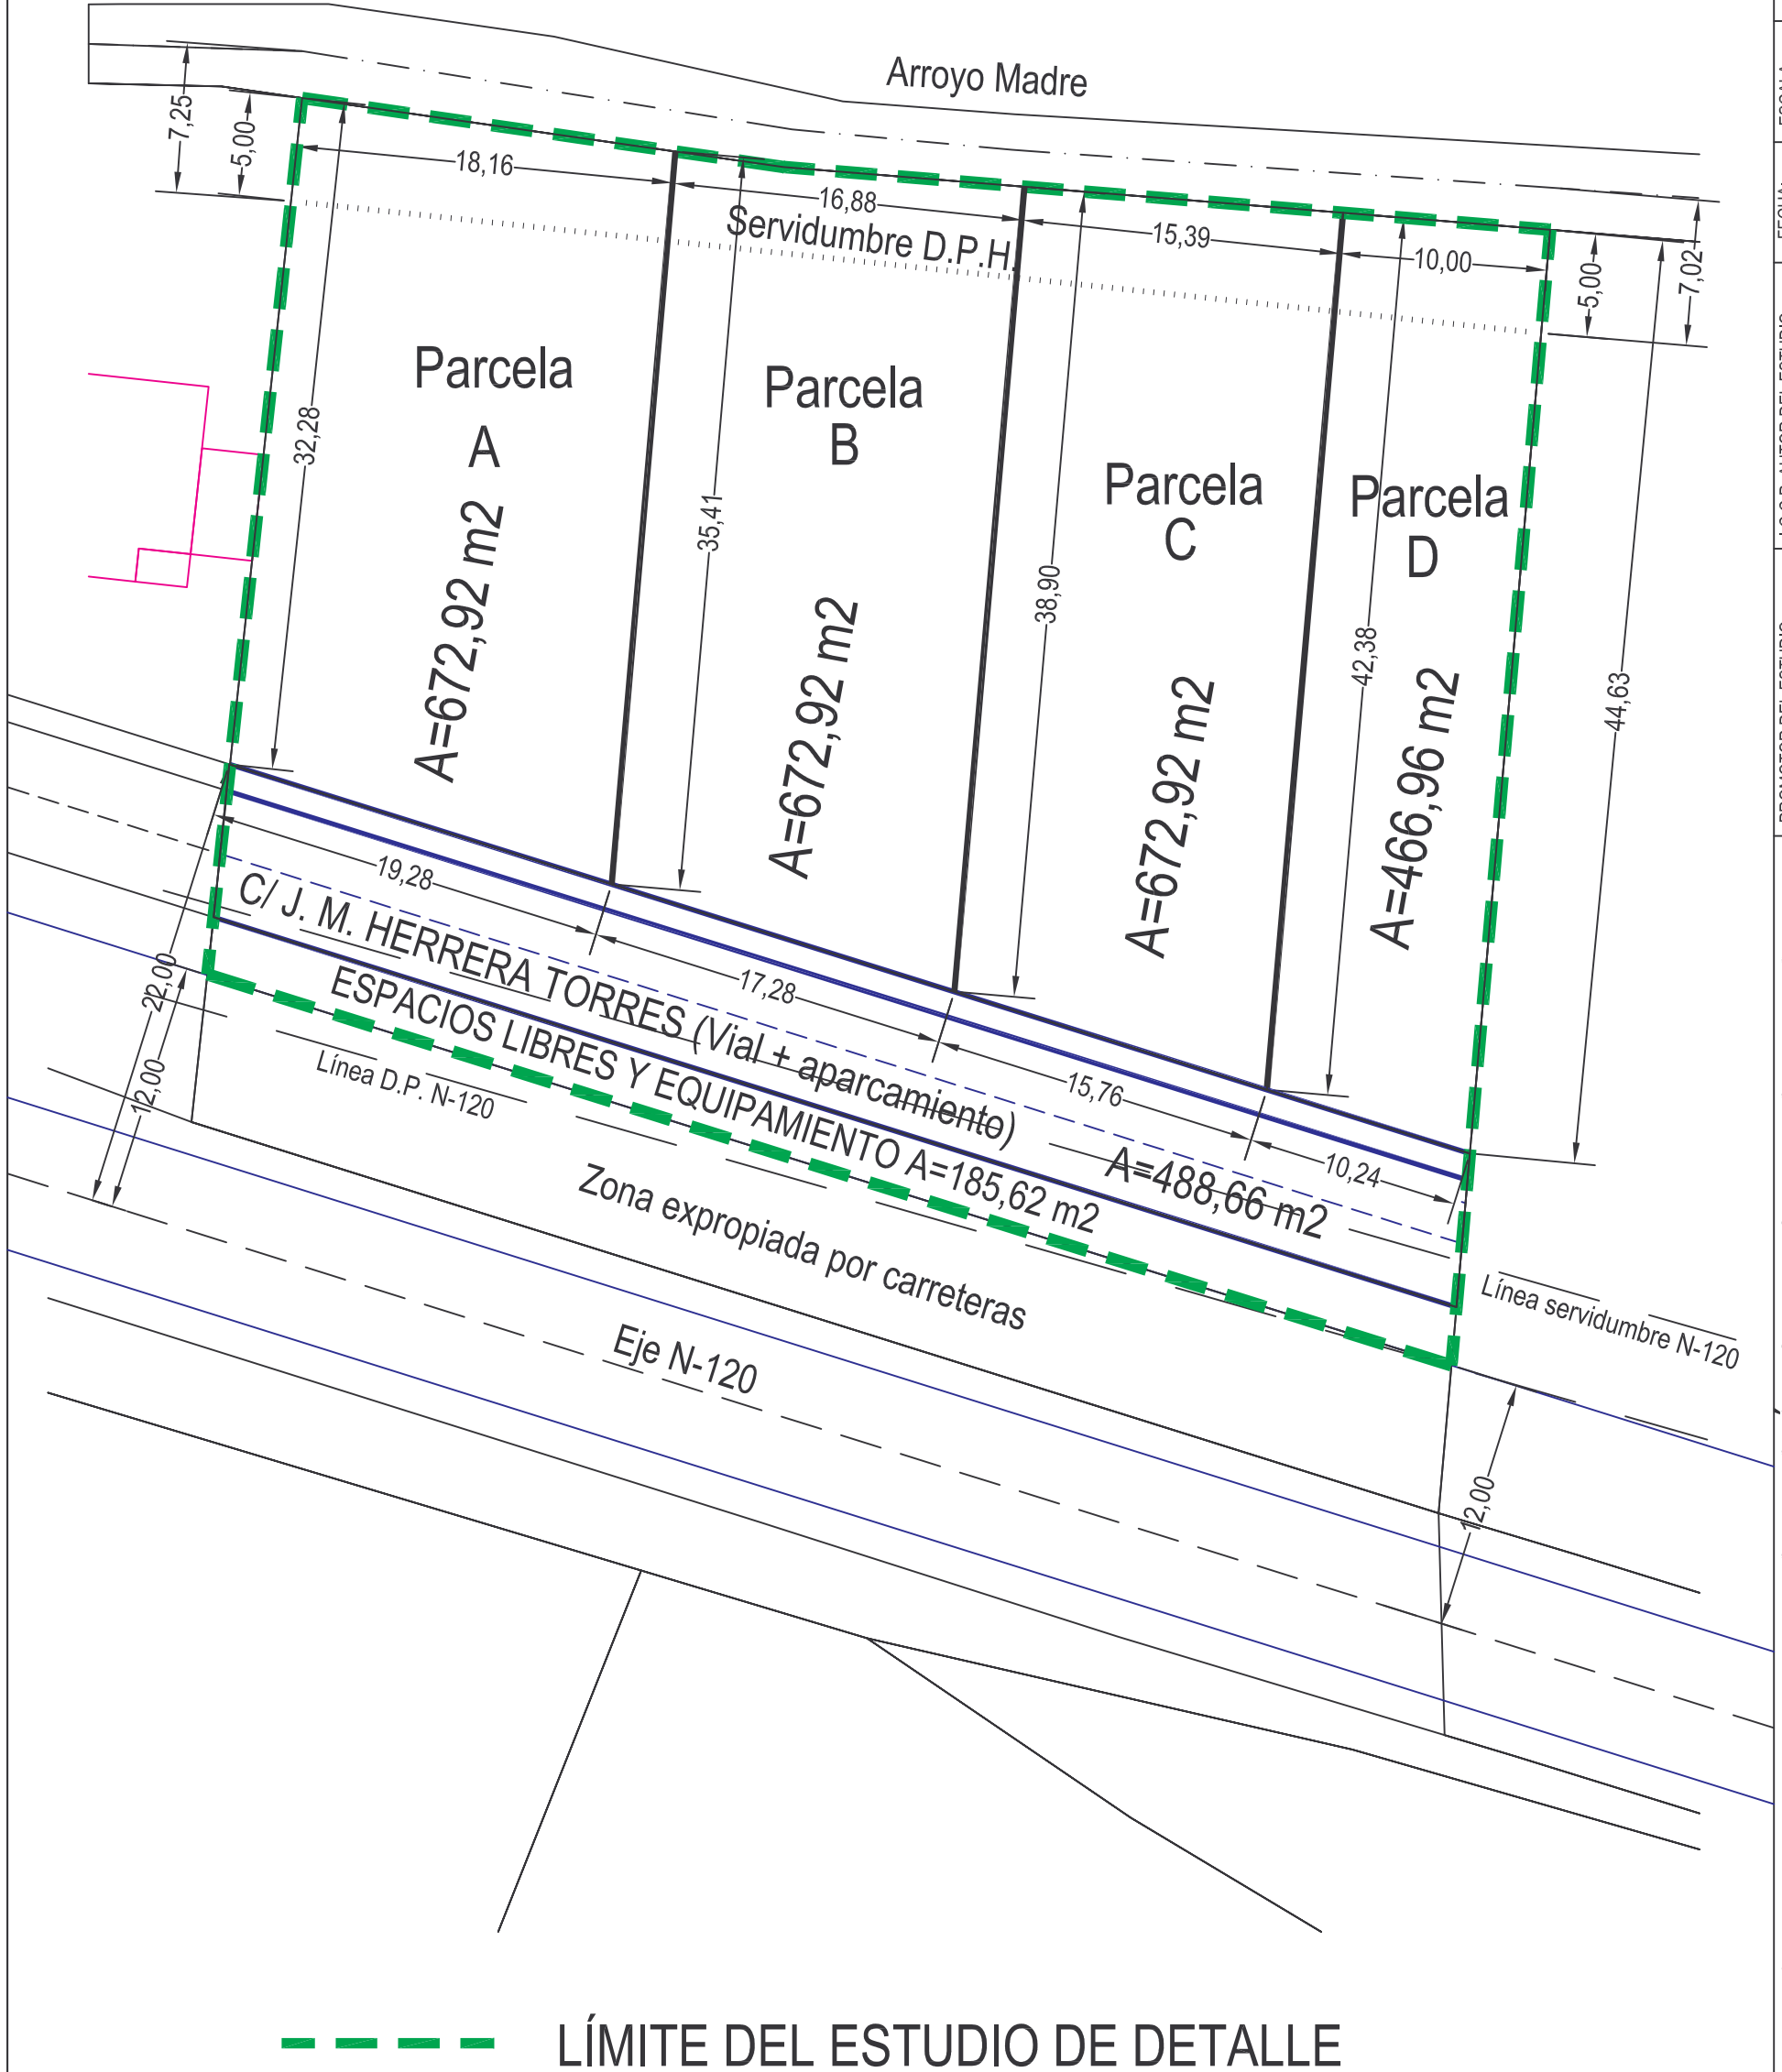 Arroyo Madre
7,25
5,00
18,16
16,88
Servidumbre D.P.H.
15,39
10,00
5,00
7,02
Parcela
A
A=672,92 m2
32,28
Parcela
B
A=672,92 m2
35,41
Parcela
C
A=672,92 m2
38,90
Parcela
D
A=466,96 m2
42,38
44,63
19,28
17,28
15,76
10,24
C/ J. M. HERRERA TORRES (Vial + aparcamiento)
A=488,66 m2
ESPACIOS LIBRES Y EQUIPAMIENTO A=185,62 m2
Línea D.P. N-120
22,00
12,00
Zona expropiada por carreteras
Eje N-120
Línea servidumbre N-120
12,00
LÍMITE DEL ESTUDIO DE DETALLE